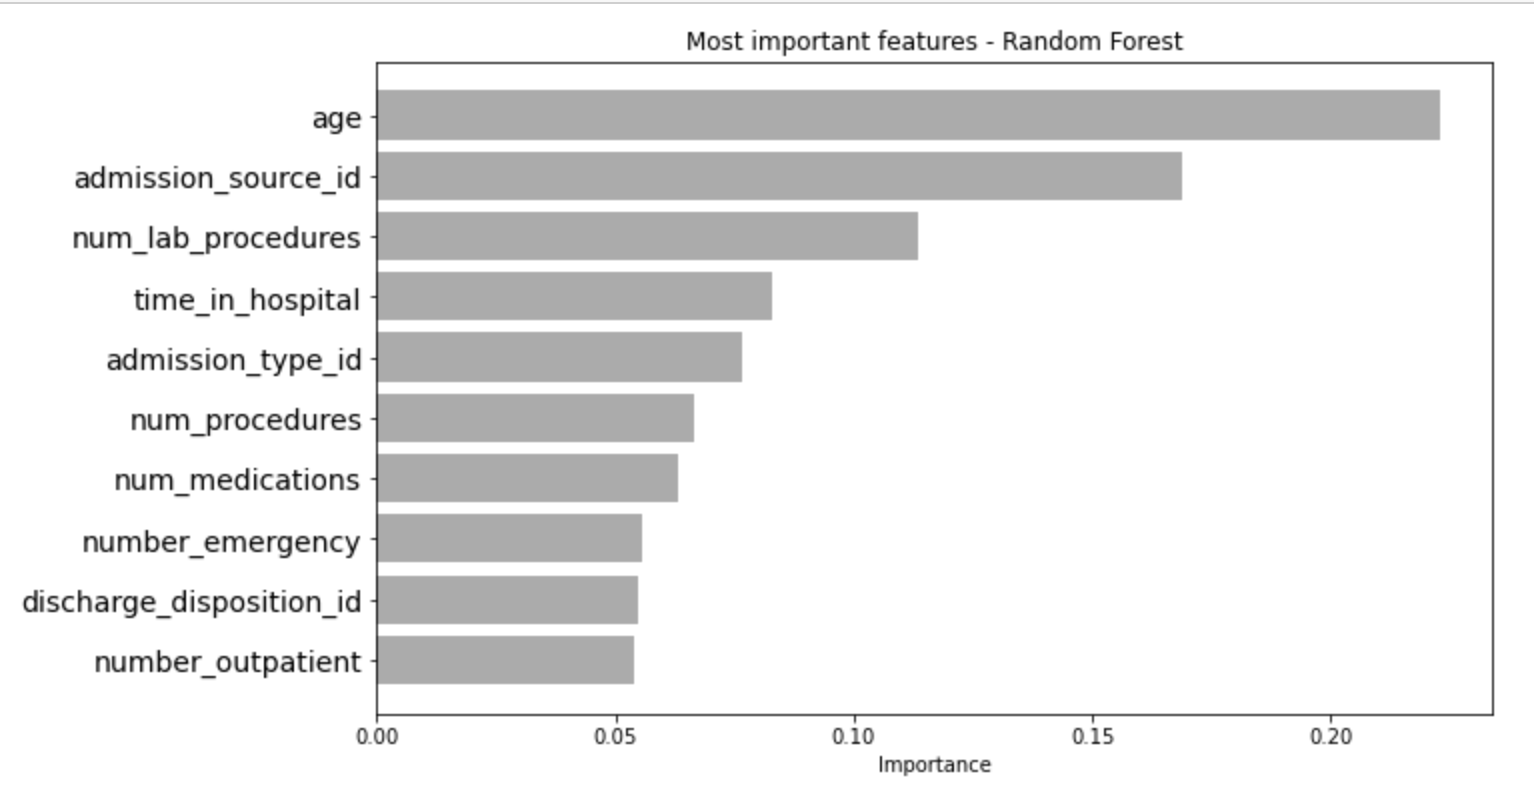 Most important features - Random Forest
age
admission_source_id
num_lab_procedures
time_in_hospital
admission_type_id
num_procedures
num_medications
number_emergency
discharge_disposition_id
number_outpatient
0.00 0.05 0.10 0.15 0.20
Importance